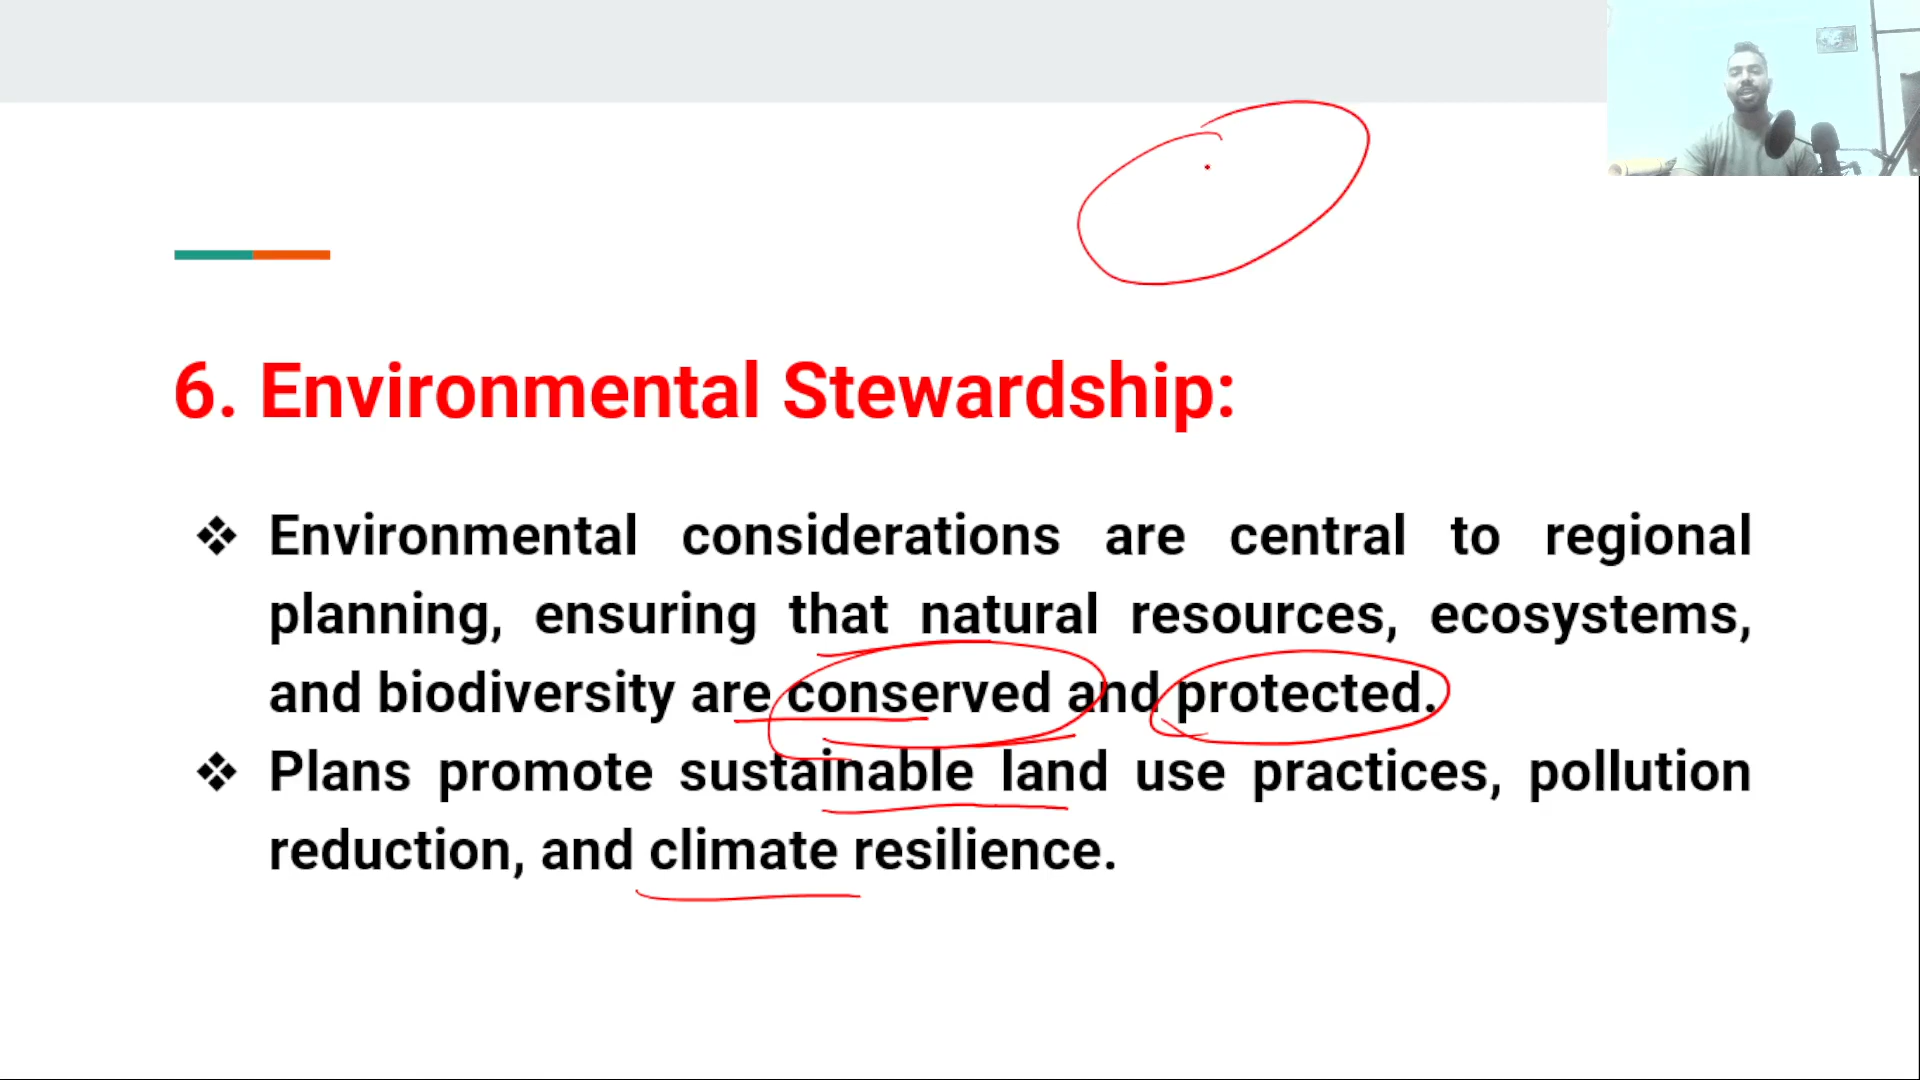 6. Environmental Stewardship:
❖ Environmental considerations are central to regional
planning, ensuring that natural resources, ecosystems,
and biodiversity are conserved and protected.
❖ Plans promote sustainable land use practices, pollution
reduction, and climate resilience.